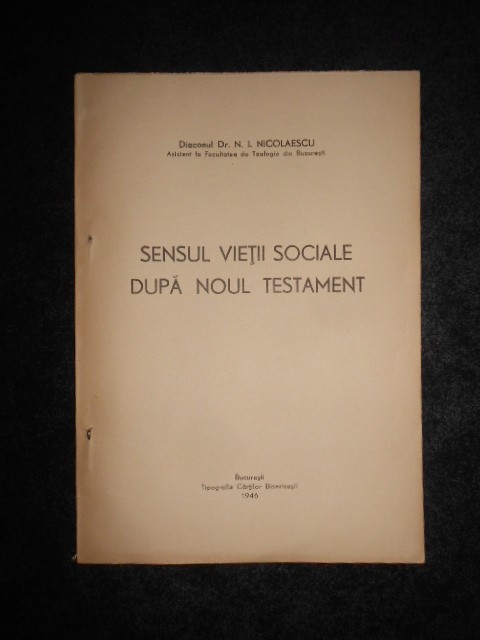 Diaconul Dr. N. I. NICOLAESCU
Asistent la Facultatea de Teologie din București
SENSUL VIEŢII SOCIALE
DUPĂ NOUL TESTAMENT
București
Tipografia Cărților Bisericești
1946